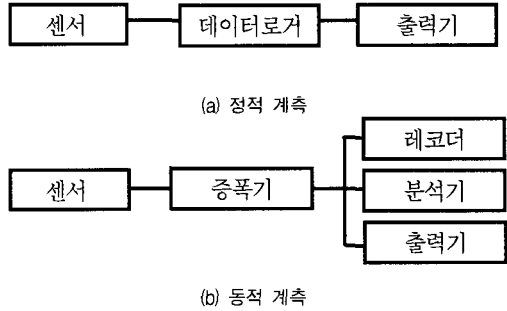 센서 데이터로거 출력기
(a) 정적 계측
레코더
센서 증폭기 분석기
출력기
(b) 동적 계측